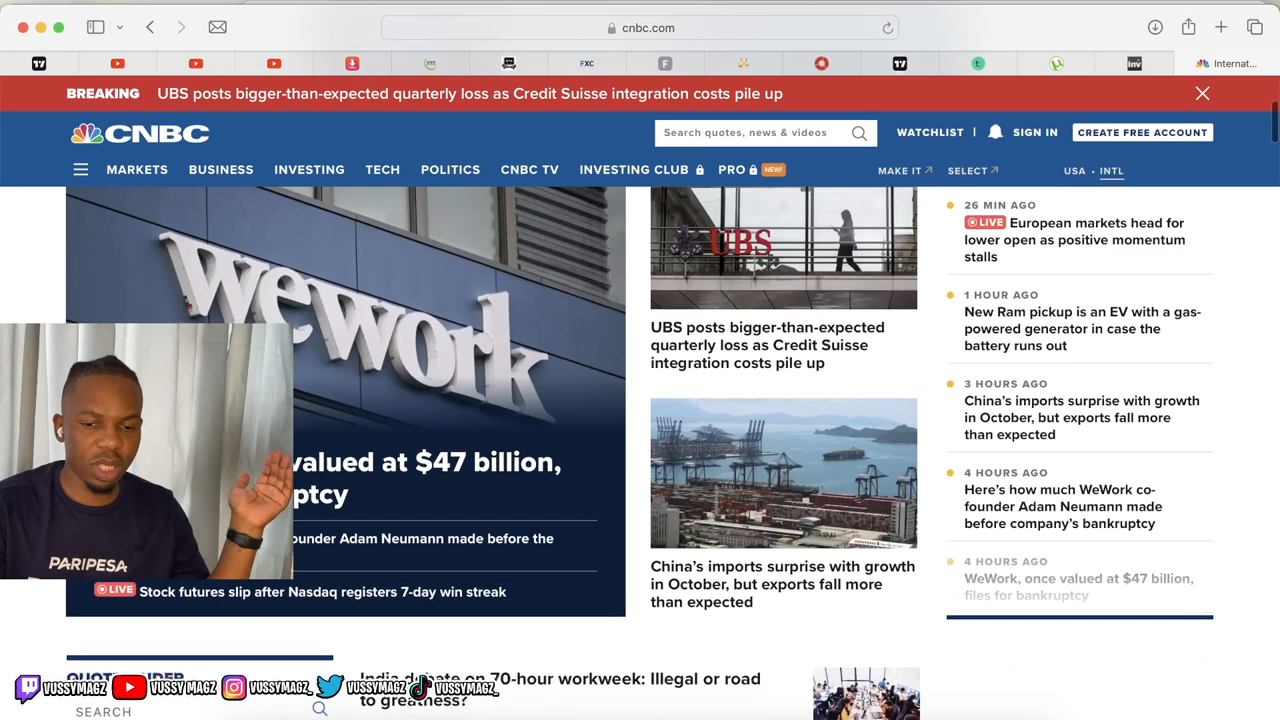 cnbc.com
FXC
Inv
Internat...
BREAKING UBS posts bigger-than-expected quarterly loss as Credit Suisse integration costs pile up
CNBC
Search quotes, news & videos
WATCHLIST | SIGN IN CREATE FREE ACCOUNT
MARKETS BUSINESS INVESTING TECH POLITICS CNBC TV INVESTING CLUB PRO NEW! MAKE IT SELECT USA • INTL
wework
valued at $47 billion,
ptcy
ounder Adam Neumann made before the
LIVE Stock futures slip after Nasdaq registers 7-day win streak
PARIPESA
UBS
UBS posts bigger-than-expected
quarterly loss as Credit Suisse
integration costs pile up
China's imports surprise with growth
in October, but exports fall more
than expected
26 MIN AGO
LIVE European markets head for
lower open as positive momentum
stalls
1 HOUR AGO
New Ram pickup is an EV with a gas-
powered generator in case the
battery runs out
3 HOURS AGO
China's imports surprise with growth
in October, but exports fall more
than expected
4 HOURS AGO
Here's how much WeWork co-
founder Adam Neumann made
before company's bankruptcy
4 HOURS AGO
WeWork, once valued at $47 billion,
files for bankruptcy
India debate on 70-hour workweek: Illegal or road
to greatness?
SEARCH
VUSSYMAGZ VUSSY MAGZ VUSSYMAGZ_ VUSSYMAGZ_ VUSSYMAGZ_